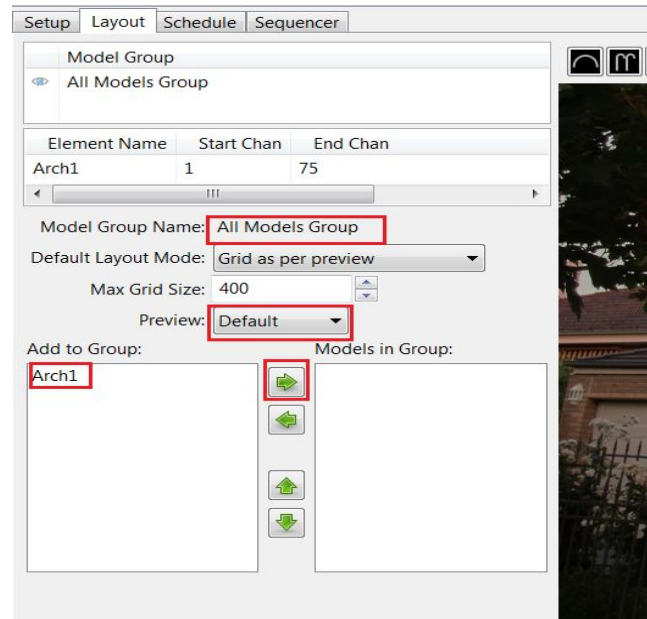 Setup Layout Schedule Sequencer
Model Group
All Models Group
Element Name Start Chan End Chan
Arch1 1 75
Model Group Name: All Models Group
Default Layout Mode: Grid as per preview
Max Grid Size: 400
Preview: Default
Add to Group: Models in Group:
Arch1